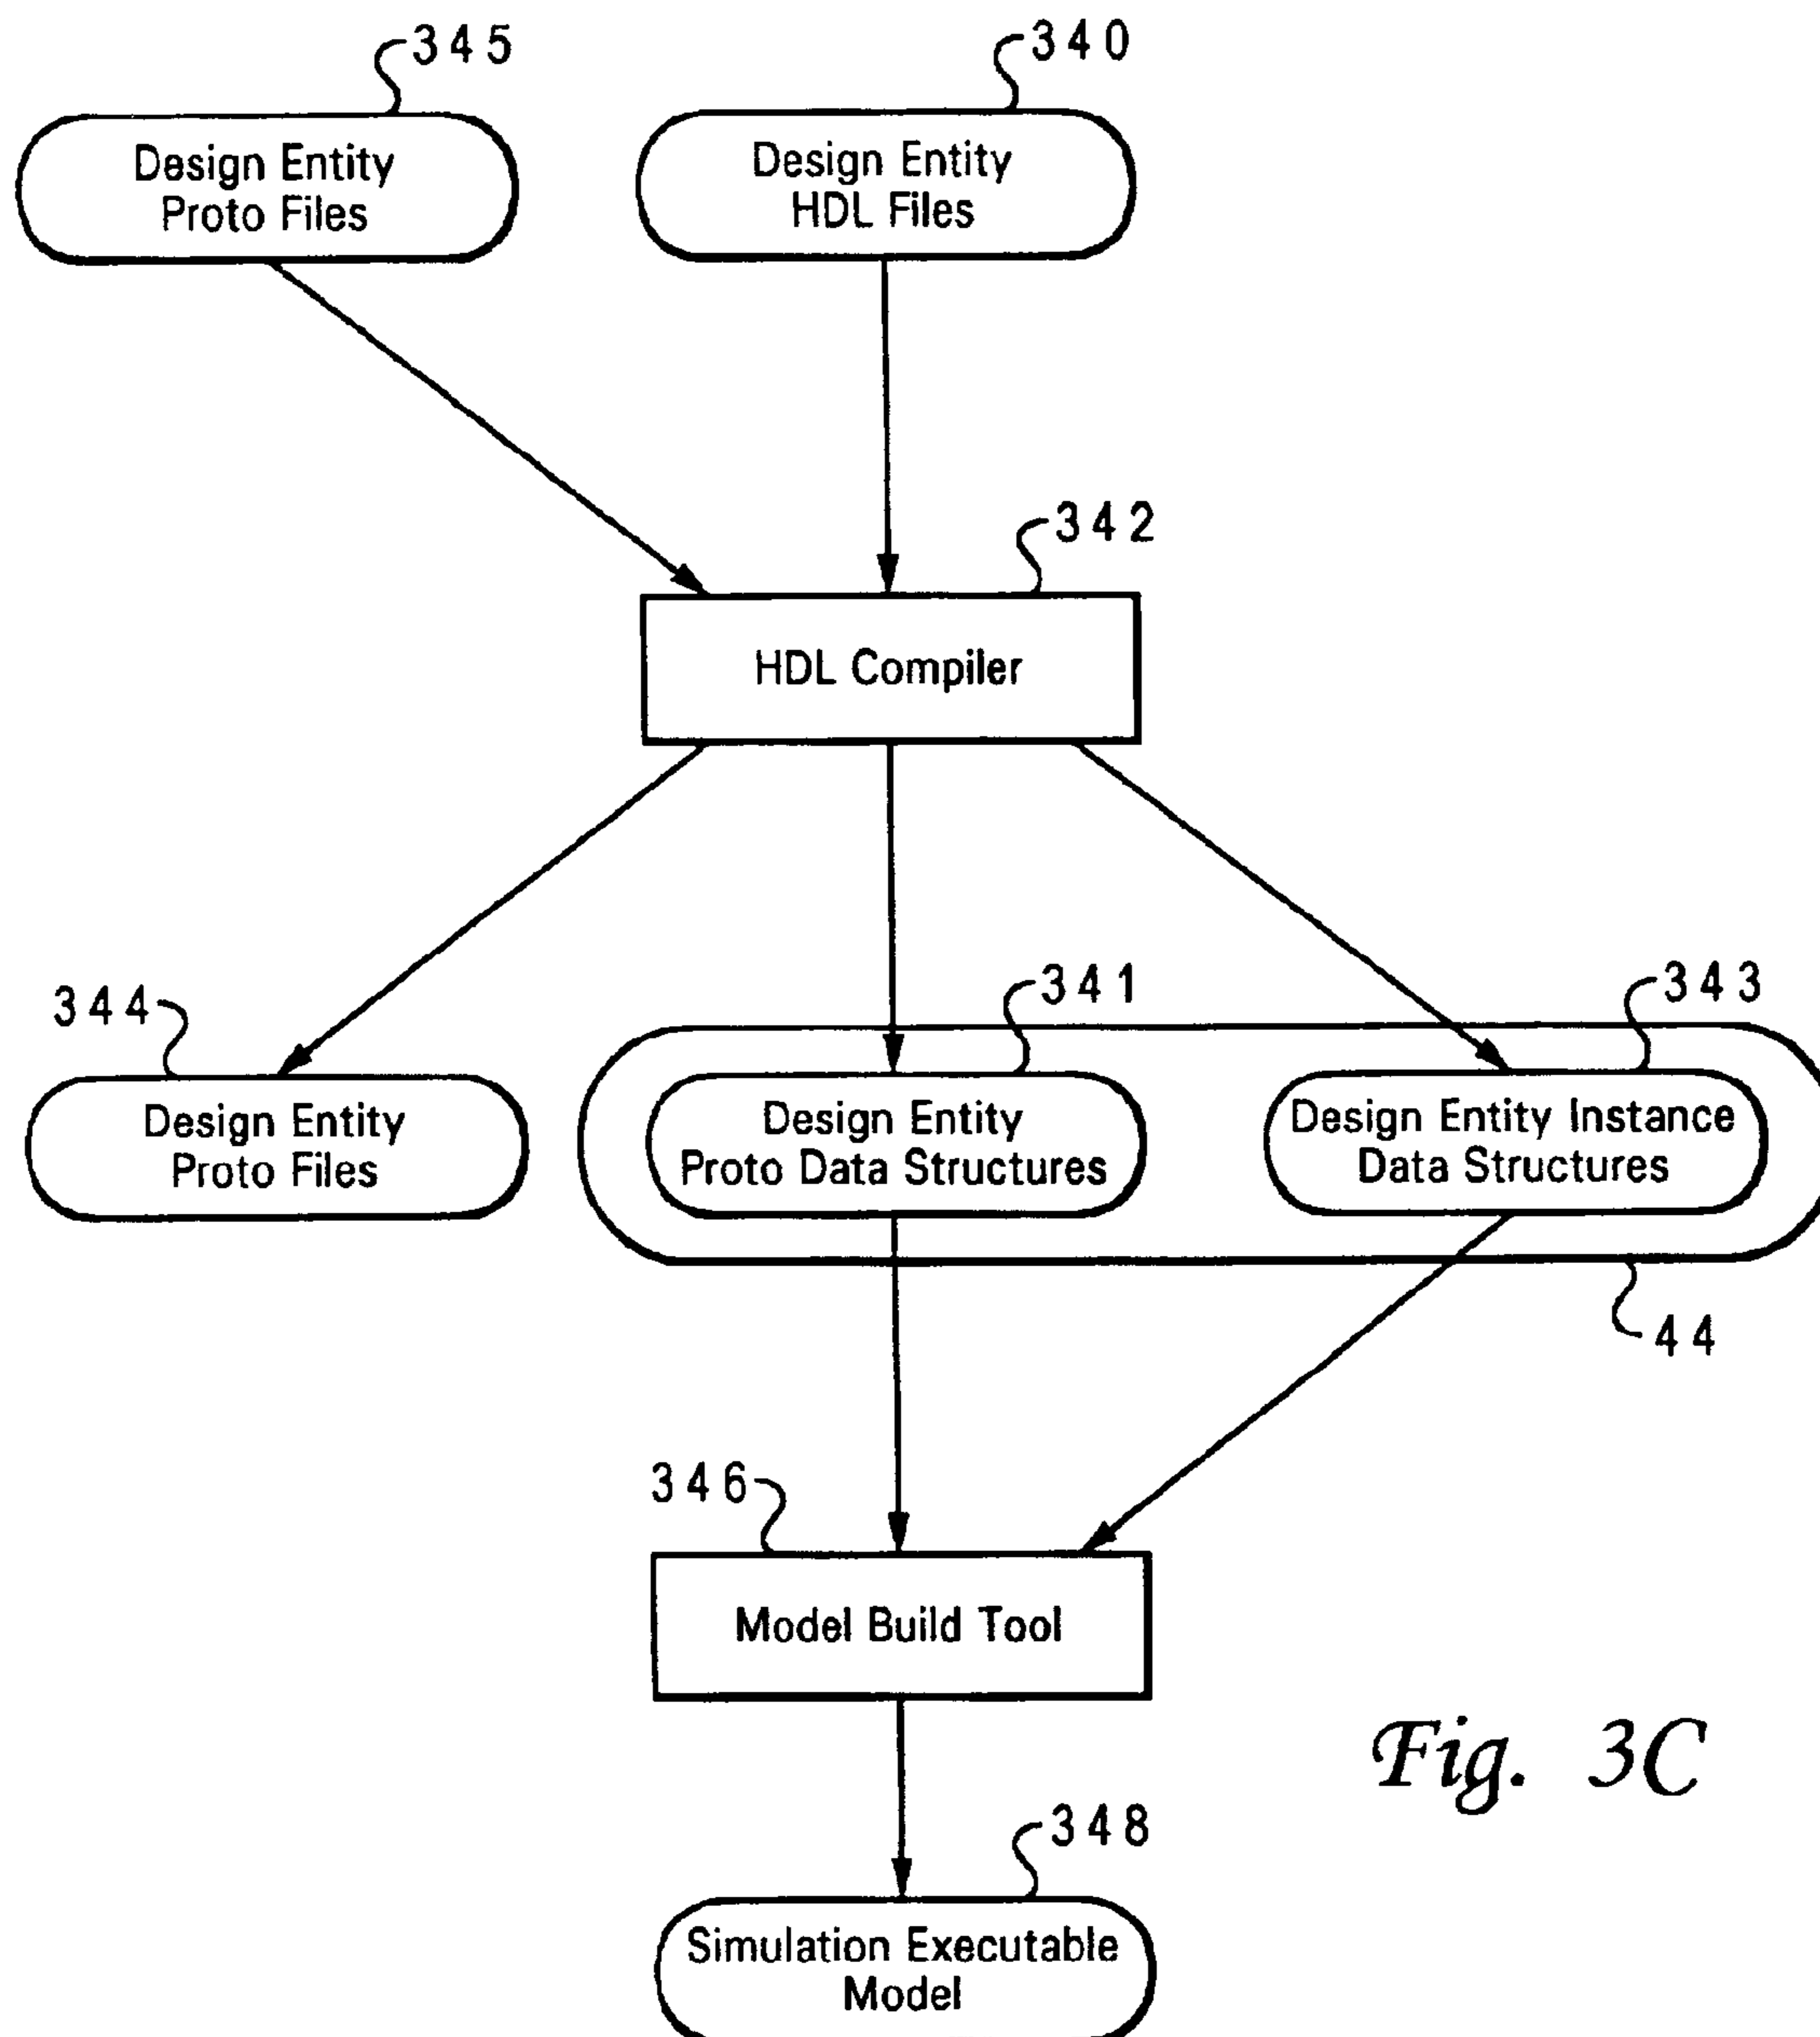 345
340
Design Entity
Proto Files
Design Entity
HDL Files
342
HDL Compiler
344
341
343
Design Entity
Proto Files
Design Entity
Proto Data Structures
Design Entity Instance
Data Structures
44
346
Model Build Tool
Fig. 3C
348
Simulation Executable
Model